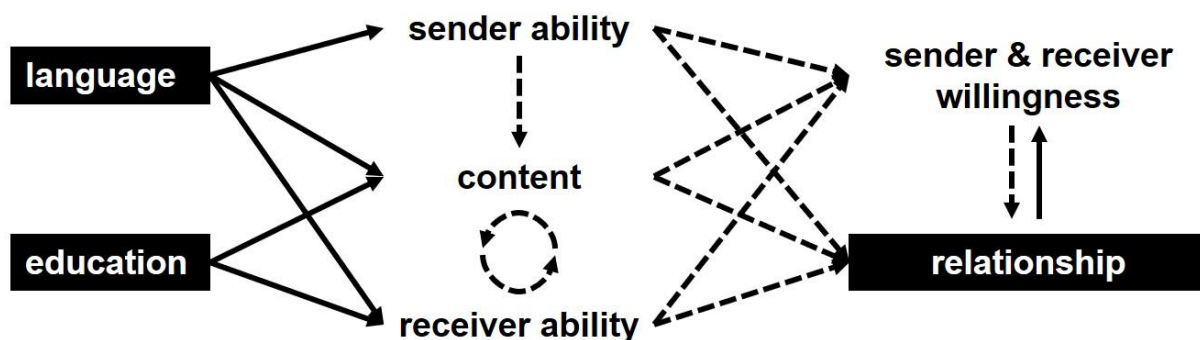 sender ability
language
sender & receiver
willingness
content
education
relationship
receiver ability